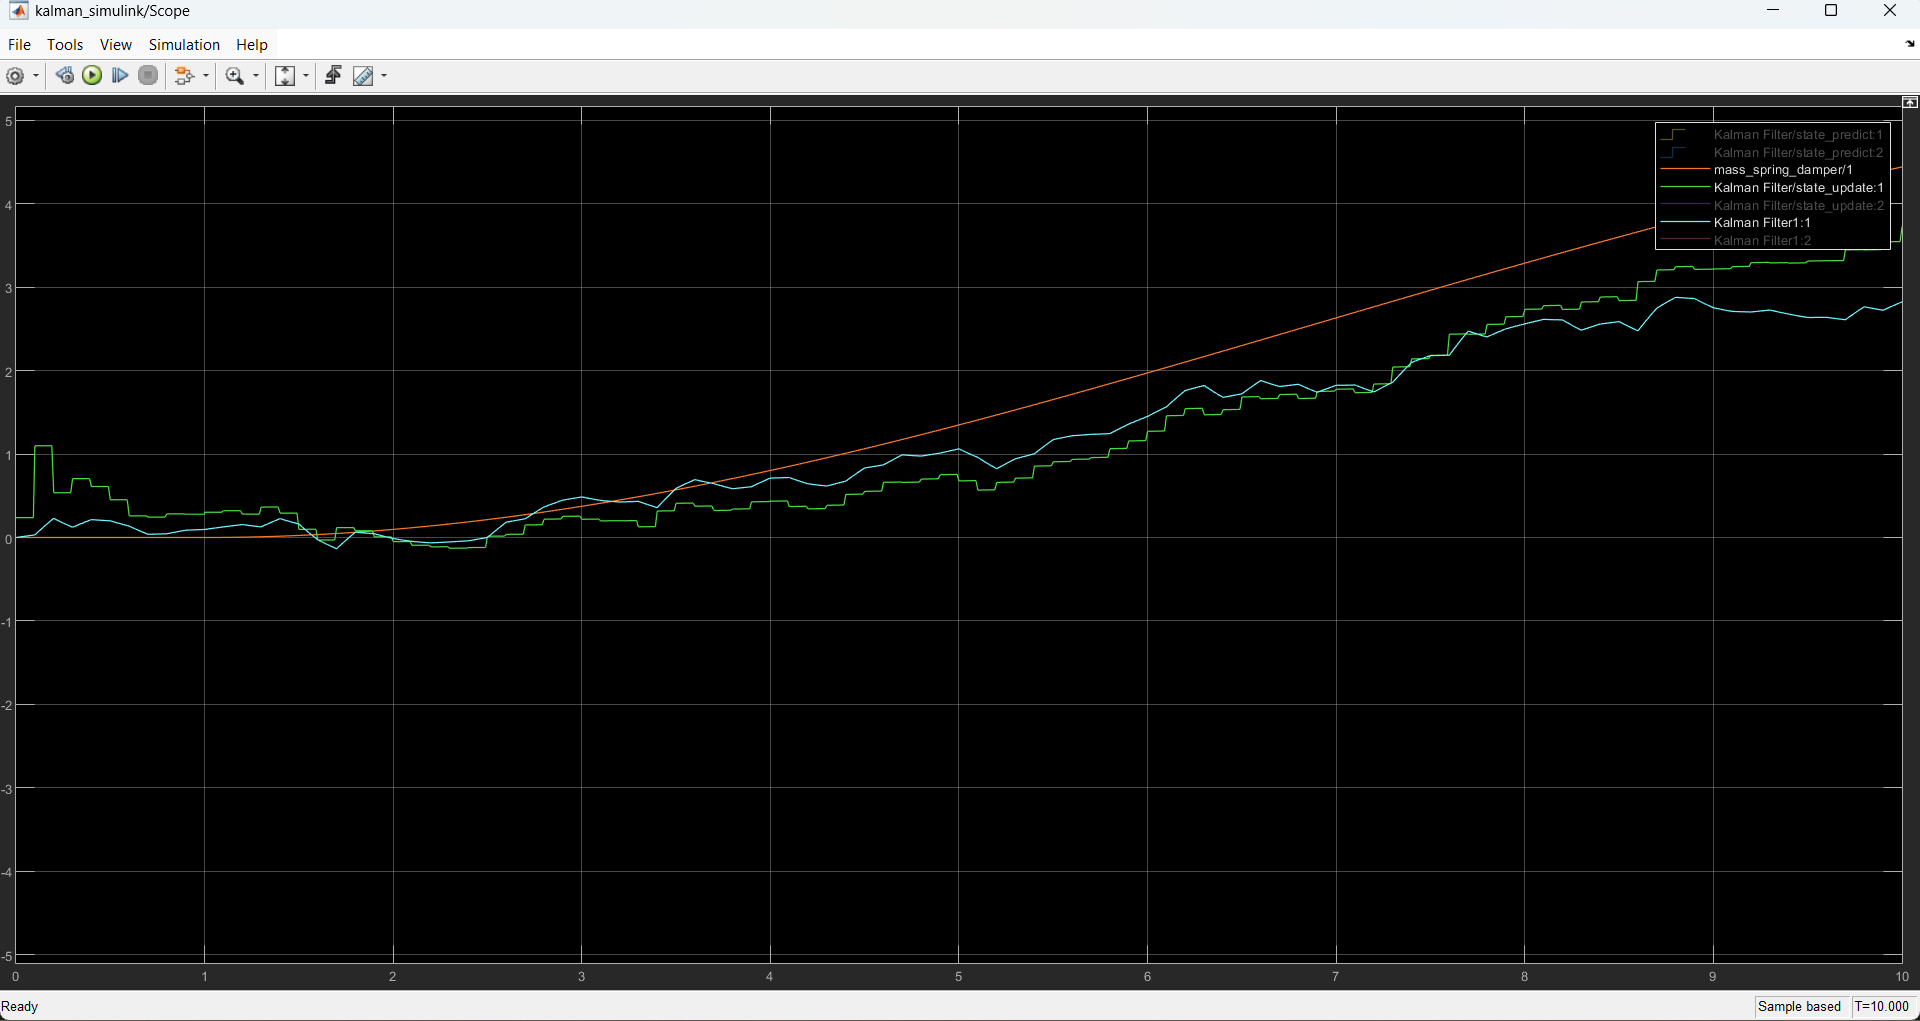 kalman_simulink/Scope
File Tools View Simulation Help
5
4
3
2
1
0
-1
-2
-3
-4
-5
Kalman Filter/state_predict:1
Kalman Filter/state_predict:2
mass_spring_damper/1
Kalman Filter/state_update:1
Kalman Filter/state_update:2
Kalman Filter1:1
Kalman Filter1:2
0 1 2 3 4 5 6 7 8 9 10
Ready Sample based T=10.000